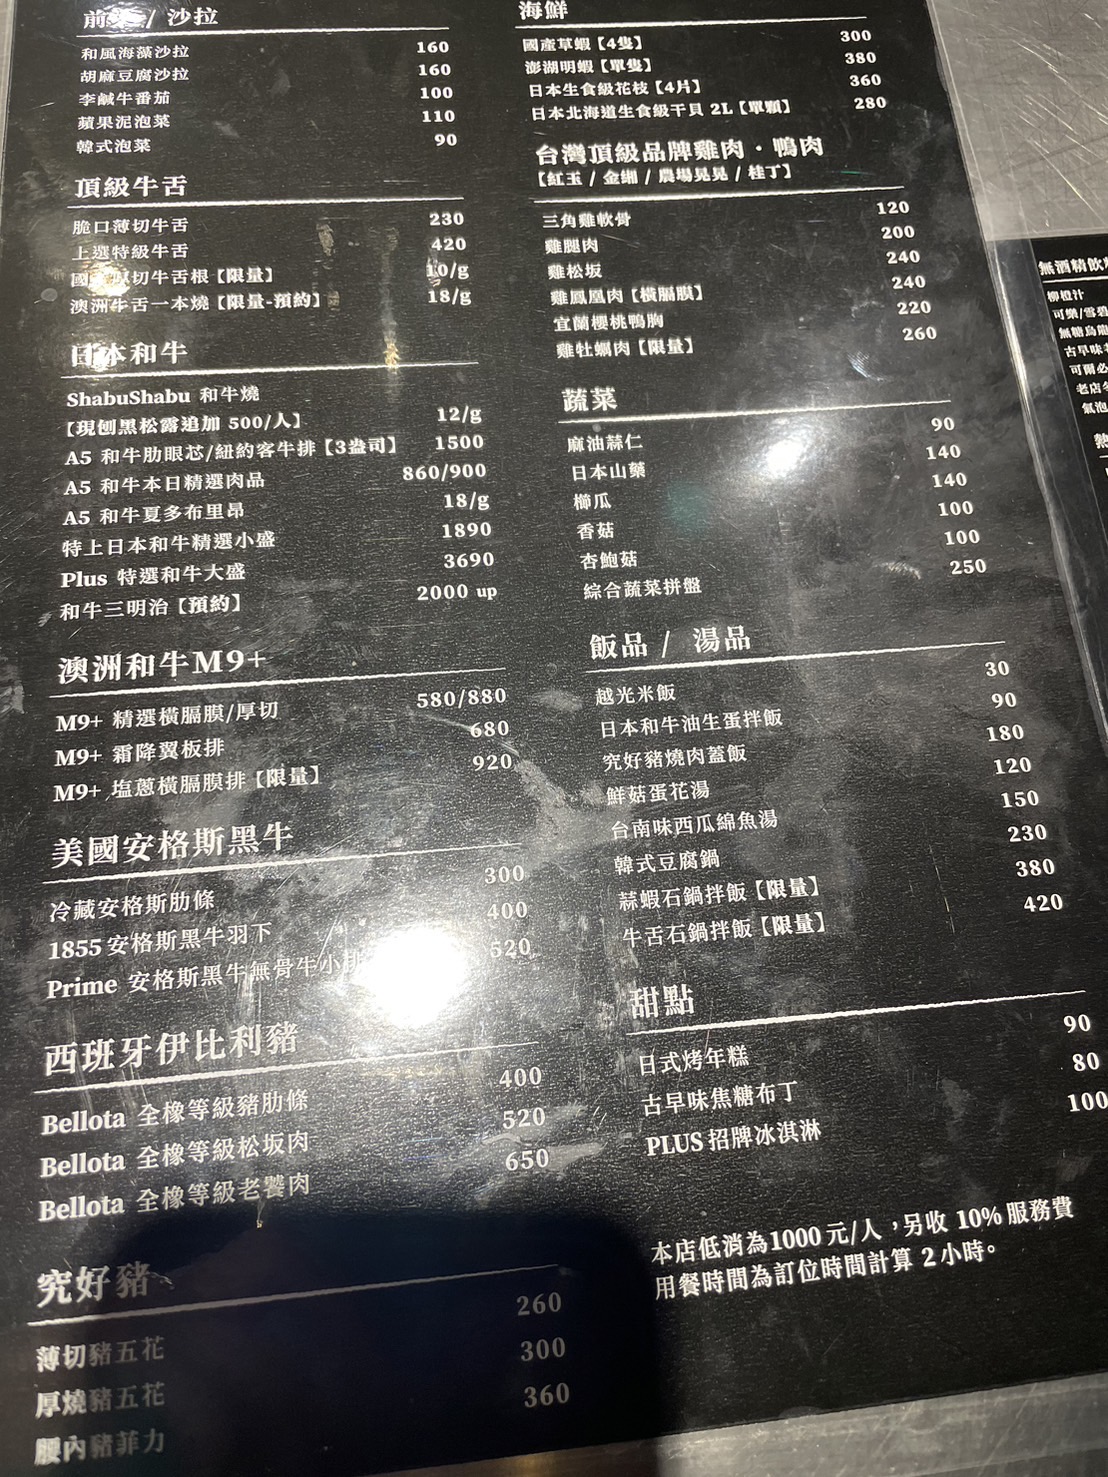 前 / 沙拉
和風海藻沙拉 160
胡麻豆腐沙拉 160
李鹹牛番茄 100
蘋果泥泡菜 110
韓式泡菜 90
頂級牛舌
脆口薄切牛舌 230
上選特級牛舌 420
國 厚切牛舌根【限量】 10/g
澳洲牛舌一本燒【限量-預約】 18/g
日本和牛
ShabuShabu 和牛燒
【現刨黑松露追加 500/人】 12/g
A5 和牛肋眼芯/紐約客牛排【3盎司】 1500
A5 和牛本日精選肉品 860/900
A5 和牛夏多布里昂 18/g
特上日本和牛精選小盛 1890
Plus 特選和牛大盛 3690
和牛三明治【預約】 2000 up
澳洲和牛M9+
M9+ 精選橫膈膜/厚切 580/880
M9+ 霜降翼板排 680
M9+ 塩蔥橫膈膜排【限量】 920
美國安格斯黑牛
冷藏安格斯肋條 300
1855 安格斯黑牛羽下 400
Prime 安格斯黑牛無骨牛小排 520
西班牙伊比利豬
Bellota 全橡等級豬肋條 400
Bellota 全橡等級松坂肉 520
Bellota 全橡等級老饕肉 650
究好豬
薄切豬五花 260
厚燒豬五花 300
腰內豬菲力 360
海鮮
國產草蝦【4隻】 300
澎湖明蝦【單隻】 380
日本生食級花枝【4片】 360
日本北海道生食級干貝 2L【單顆】 280
台灣頂級品牌雞肉・鴨肉
【紅玉 / 金緗 / 農場晃晃 / 桂丁】
三角雞軟骨 120
雞腿肉 200
雞松坂 240
雞鳳凰肉【橫膈膜】 240
宜蘭櫻桃鴨胸 220
雞牡蠣肉【限量】 260
蔬菜
麻油蒜仁 90
日本山藥 140
櫛瓜 140
香菇 100
杏鮑菇 100
綜合蔬菜拼盤 250
飯品 / 湯品
越光米飯 30
日本和牛油生蛋拌飯 90
究好豬燒肉蓋飯 180
鮮菇蛋花湯 120
台南味西瓜綿魚湯 150
韓式豆腐鍋 230
蒜蝦石鍋拌飯【限量】 380
牛舌石鍋拌飯【限量】 420
甜點
日式烤年糕 90
古早味焦糖布丁 80
PLUS 招牌冰淇淋 100
本店低消為1000 元/人，另收 10% 服務費
用餐時間為訂位時間計算 2 小時。
無酒精飲
柳橙汁
可樂/雪碧
無糖烏龍
古早味
可爾必
老店
氣泡
熱